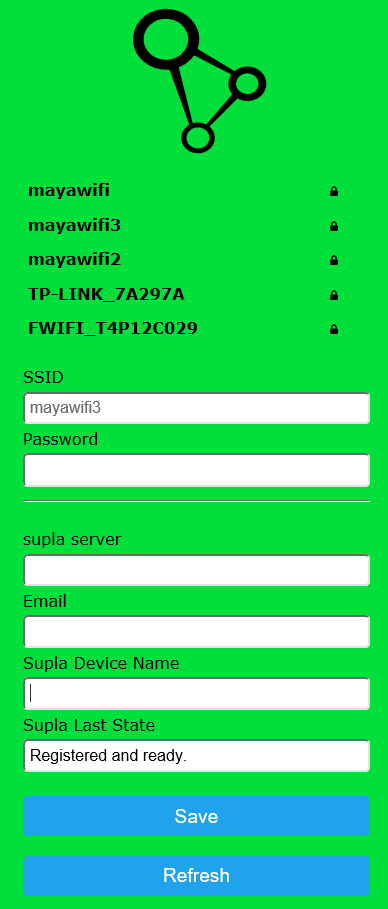 mayawifi
mayawifi3
mayawifi2
TP-LINK_7A297A
FWIFI_T4P12C029
SSID
mayawifi3
Password
supla server
Email
Supla Device Name
Supla Last State
Registered and ready.
Save
Refresh